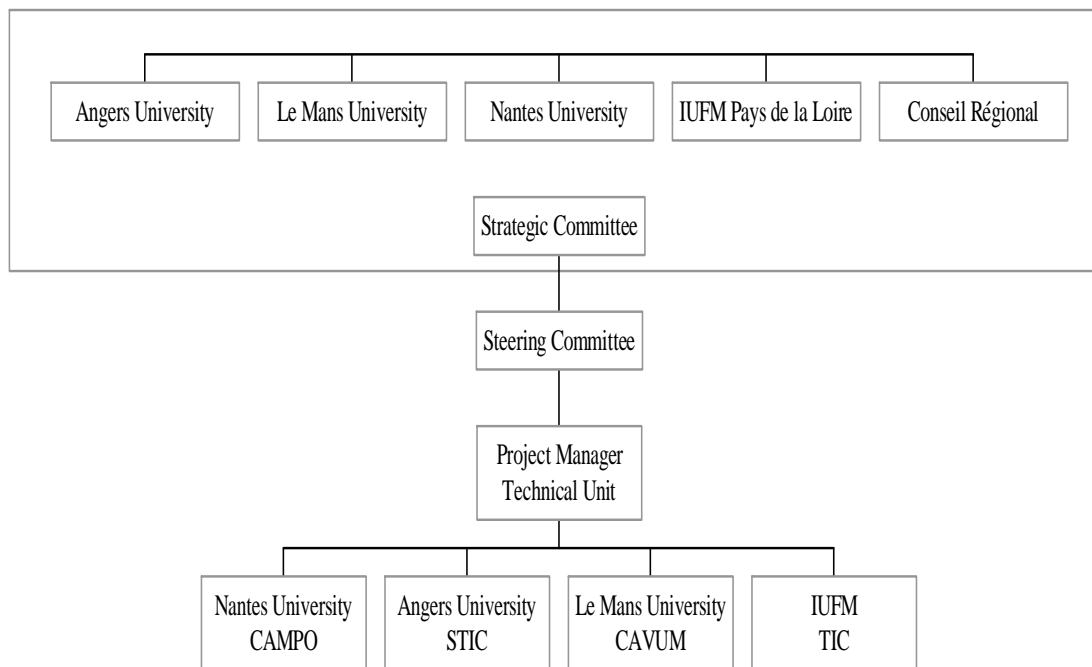 Angers University
Le Mans University
Nantes University
IUFM Pays de la Loire
Conseil Régional
Strategic Committee
Steering Committee
Project Manager
Technical Unit
Nantes University
CAMPO
Angers University
STIC
Le Mans University
CAVUM
IUFM
TIC